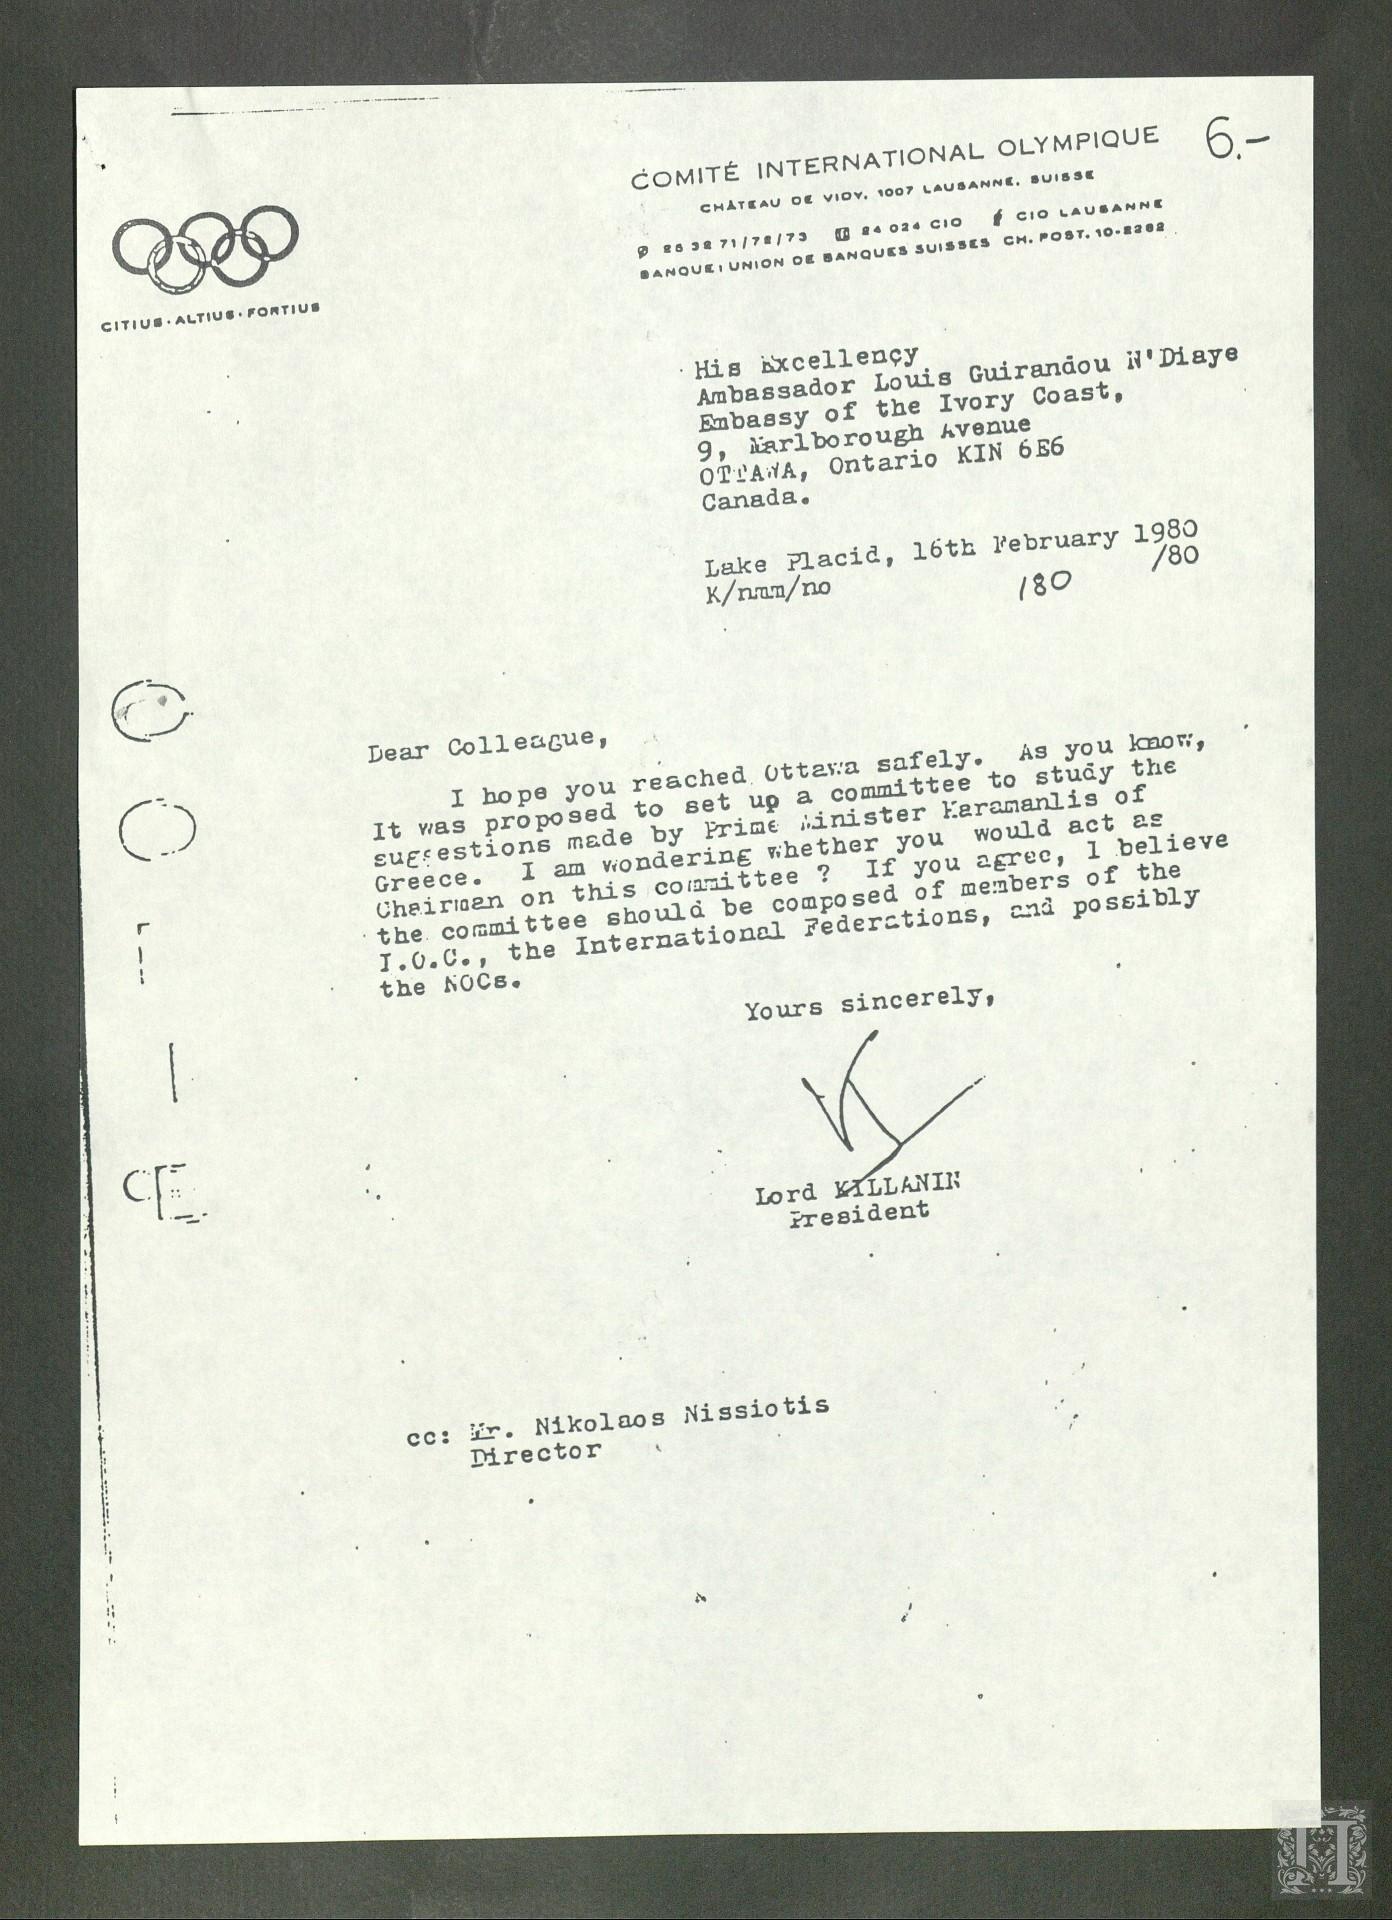 COMITÉ INTERNATIONAL OLYMPIQUE
6.-
CHÂTEAU DE VIDY, 1007 LAUSANNE, SUISSE
25 32 71/72/73 24 024 CIO CIO LAUSANNE
BANQUE: UNION DE BANQUES SUISSES CH. POST. 10-2282
CITIUS·ALTIUS·FORTIUS
His Excellency
Ambassador Louis Guirandou N'Diaye
Embassy of the Ivory Coast,
9, Marlborough Avenue
OTTAWA, Ontario KIN 6E6
Canada.
Lake Placid, 16th February 1980
K/nmm/no /80 /80
Dear Colleague,
I hope you reached Ottawa safely. As you know,
It was proposed to set up a committee to study the
suggestions made by Prime Minister Karamanlis of
Greece. I am wondering whether you would act as
Chairman on this committee ? If you agree, I believe
the committee should be composed of members of the
I.O.C., the International Federations, and possibly
the NOCs.
Yours sincerely,
Lord KILLANIN
President
cc: Mr. Nikolaos Nissiotis
Director